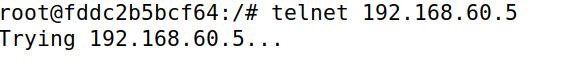 root@fddc2b5bcf64:/# telnet 192.168.60.5
Trying 192.168.60.5...